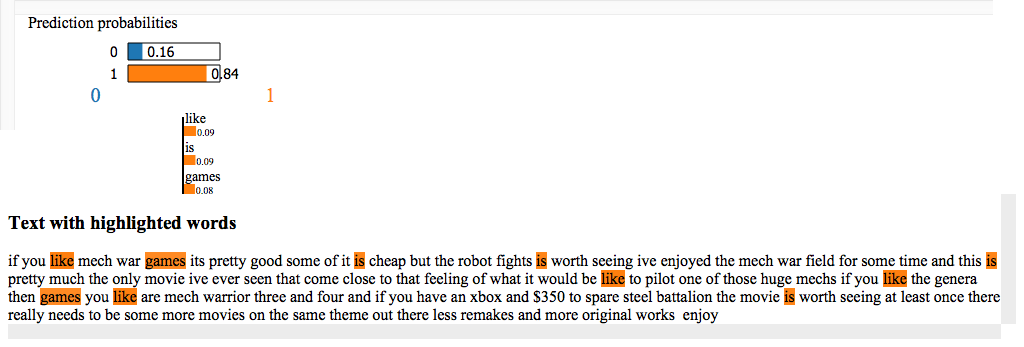 Prediction probabilities
0 0.16
1 0.84
0 1
like
0.09
is
0.09
games
0.08
Text with highlighted words
if you like mech war games its pretty good some of it is cheap but the robot fights is worth seeing ive enjoyed the mech war field for some time and this is
pretty much the only movie ive ever seen that come close to that feeling of what it would be like to pilot one of those huge mechs if you like the genera
then games you like are mech warrior three and four and if you have an xbox and $350 to spare steel battalion the movie is worth seeing at least once there
really needs to be some more movies on the same theme out there less remakes and more original works enjoy